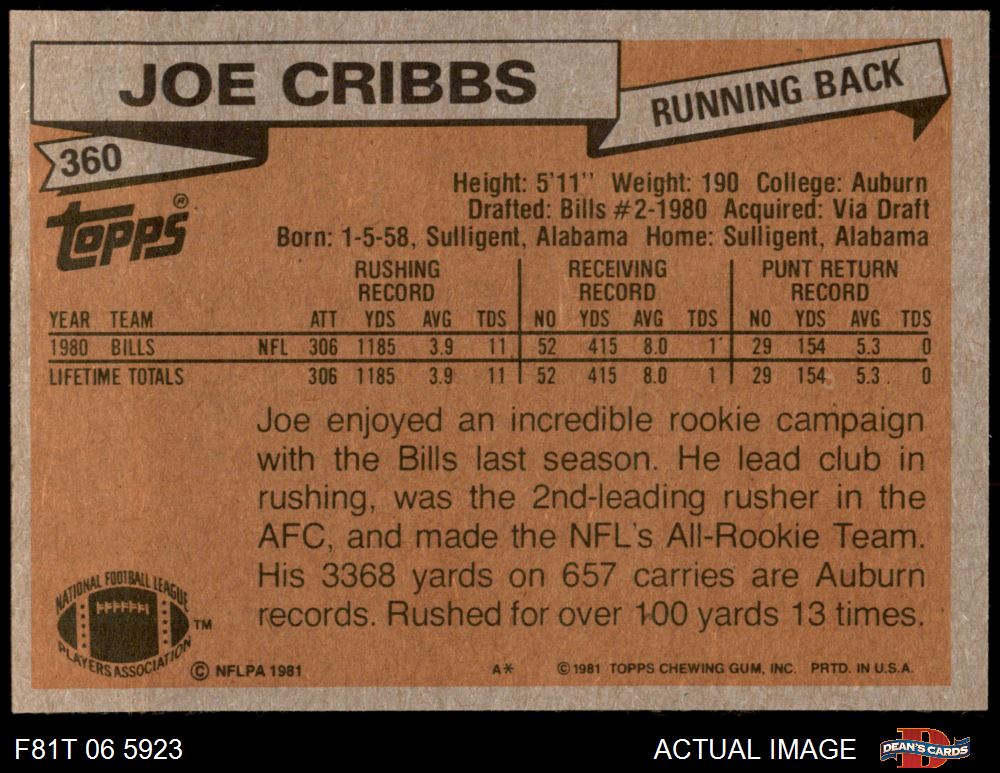 JOE CRIBBS
RUNNING BACK
360
topps®
Height: 5'11" Weight: 190 College: Auburn
Drafted: Bills #2-1980 Acquired: Via Draft
Born: 1-5-58, Sulligent, Alabama Home: Sulligent, Alabama
RUSHING RECORD RECEIVING RECORD PUNT RETURN RECORD
YEAR TEAM ATT YDS AVG TDS NO YDS AVG TDS NO YDS AVG TDS
1980 BILLS NFL 306 1185 3.9 11 52 415 8.0 1 29 154 5.3 0
LIFETIME TOTALS 306 1185 3.9 11 52 415 8.0 1 29 154 5.3 0
Joe enjoyed an incredible rookie campaign
with the Bills last season. He lead club in
rushing, was the 2nd-leading rusher in the
AFC, and made the NFL's All-Rookie Team.
His 3368 yards on 657 carries are Auburn
records. Rushed for over 100 yards 13 times.
NATIONAL FOOTBALL LEAGUE
PLAYERS ASSOCIATION
TM
© NFLPA 1981
A*
© 1981 TOPPS CHEWING GUM, INC. PRTD. IN U.S.A.
F81T 06 5923
ACTUAL IMAGE
DEAN'S CARDS